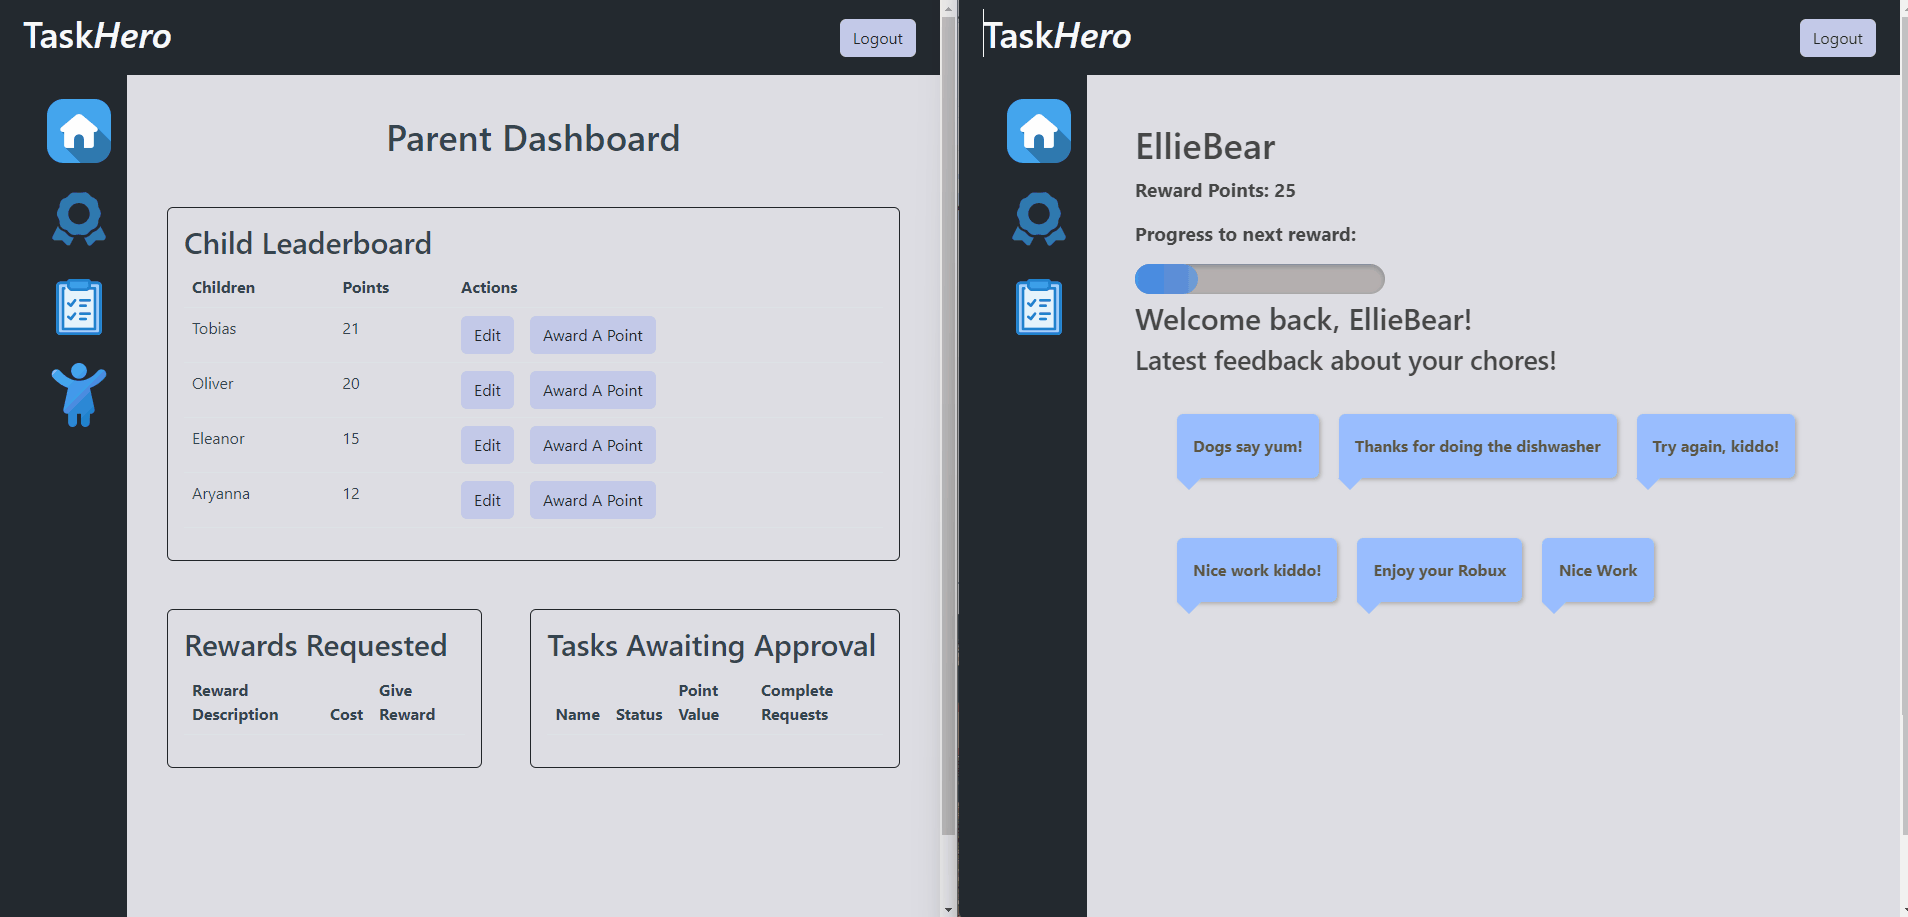 TaskHero
Logout
Parent Dashboard
Child Leaderboard
Children Points Actions
Tobias 21 Edit Award A Point
Oliver 20 Edit Award A Point
Eleanor 15 Edit Award A Point
Aryanna 12 Edit Award A Point
Rewards Requested
Reward Description Cost Give Reward
Tasks Awaiting Approval
Name Status Point Value Complete Requests
TaskHero
Logout
EllieBear
Reward Points: 25
Progress to next reward:
Welcome back, EllieBear!
Latest feedback about your chores!
Dogs say yum! Thanks for doing the dishwasher Try again, kiddo!
Nice work kiddo! Enjoy your Robux Nice Work